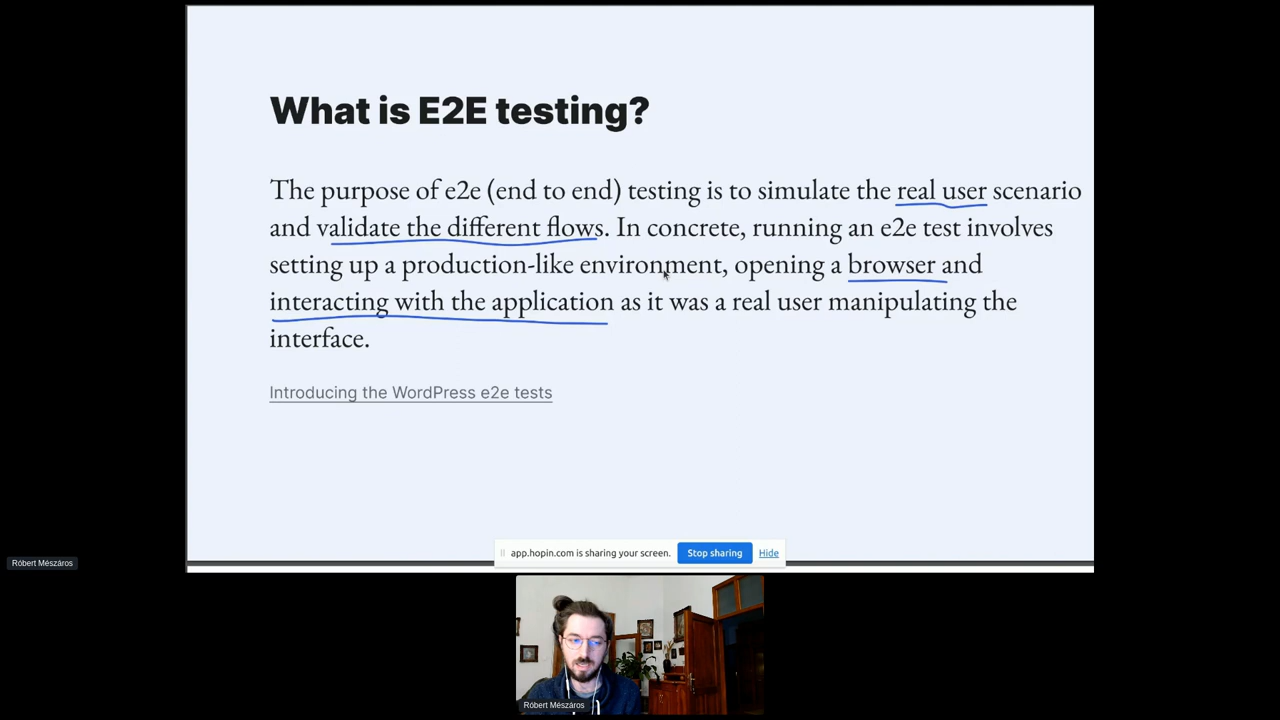 What is E2E testing?
The purpose of e2e (end to end) testing is to simulate the real user scenario
and validate the different flows. In concrete, running an e2e test involves
setting up a production-like environment, opening a browser and
interacting with the application as it was a real user manipulating the
interface.
Introducing the WordPress e2e tests
app.hopin.com is sharing your screen. Stop sharing Hide
Róbert Mészáros
Róbert Mészáros